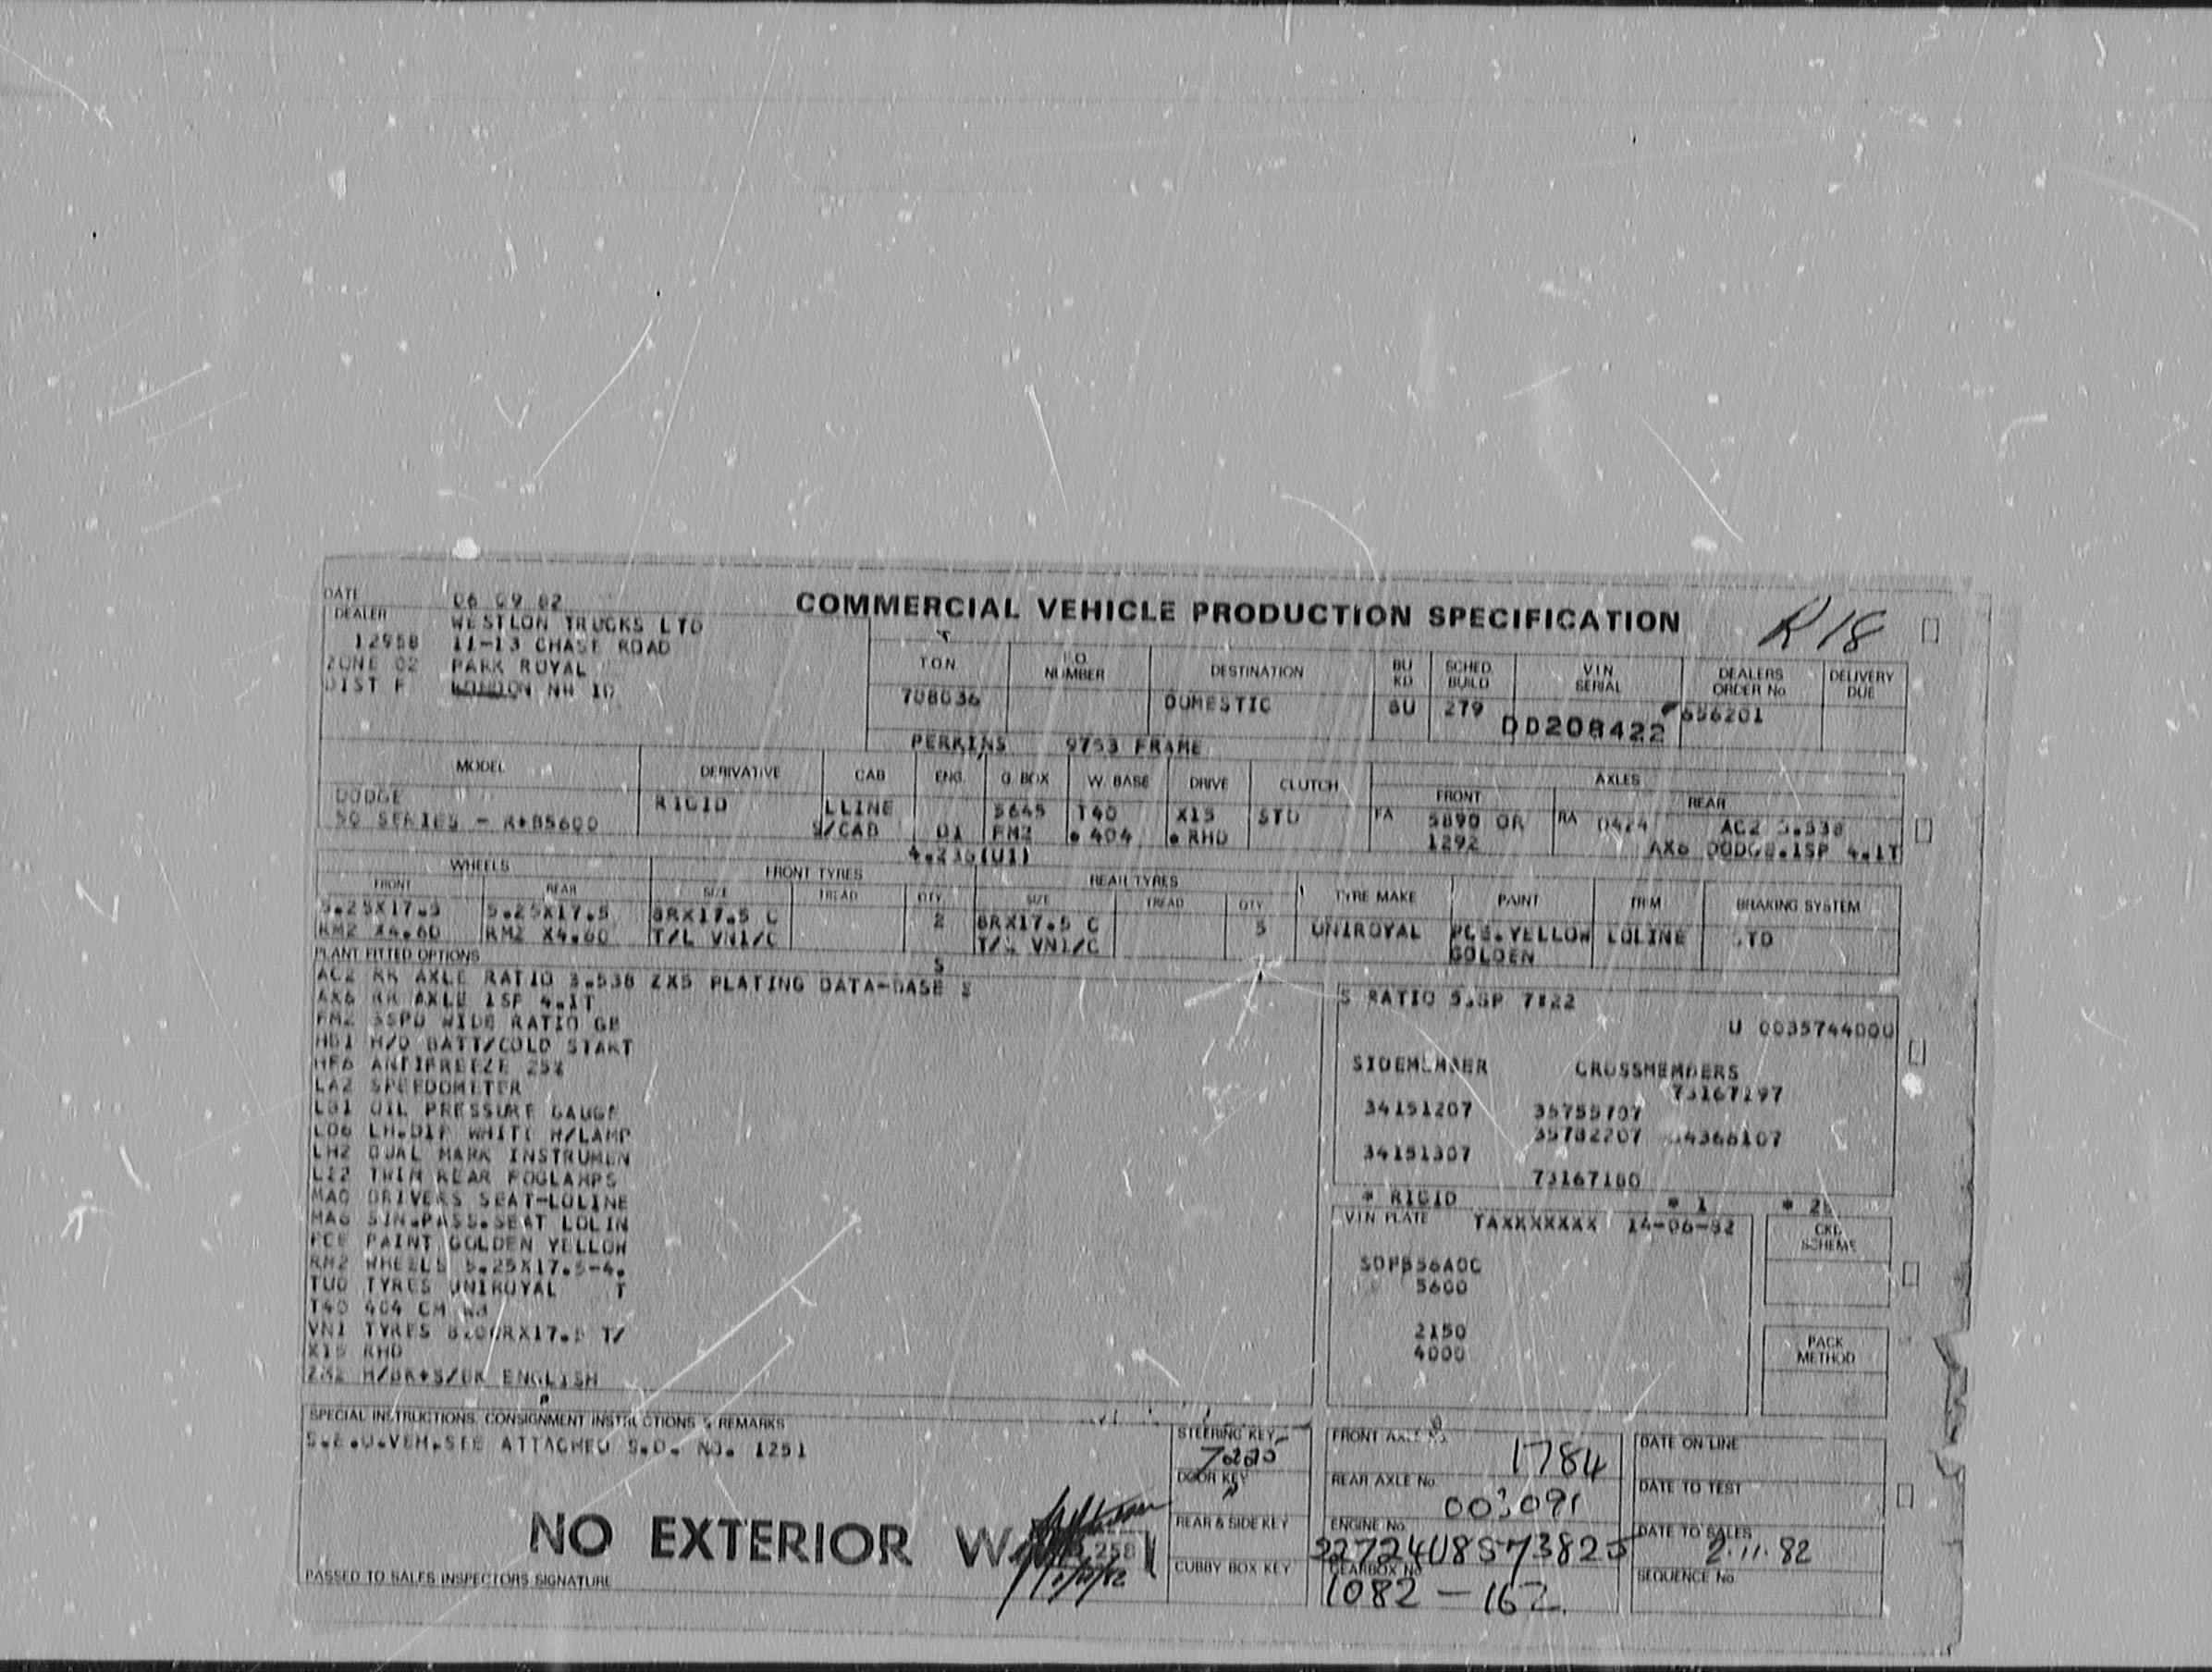 COMMERCIAL VEHICLE PRODUCTION SPECIFICATION
R18
DATE 06 09 82
DEALER WESTLON TRUCKS LTD
12958 11-13 CHASE ROAD
ZONE 02 PARK ROYAL
DIST F LONDON NW 10
T.O.N. NUMBER DESTINATION BU KD SCHED. BUILD VIN SERIAL DEALERS ORDER No DELIVERY DUE
708036 DOMESTIC BU 279 DD208422 656201
PERKINS 9753 FRAME
MODEL DERIVATIVE CAB ENG. G. BOX W. BASE DRIVE CLUTCH AXLES
FRONT REAR
DODGE RIGID LLINE 5645 T40 X15 STD FA 5890 OR RA 0424 AC2 3.538
50 SERIES - R*B5600 S/CAB 01 FM2 * 404 * RHD 1292 AX6 DODGE.1SP 4.1T
4.236(U1)
WHEELS FRONT TYRES REAR TYRES TYRE MAKE PAINT TRIM BRAKING SYSTEM
FRONT REAR SIZE TREAD QTY SIZE TREAD QTY
5.25X17.5 5.25X17.5 8RX17.5 C 2 8RX17.5 C 5 UNIROYAL PCE.YELLOW LOLINE STD
RM2 X4.60 RM2 X4.60 T/L VN1/C T/L VN1/C GOLDEN
PLANT FITTED OPTIONS
AC2 RR AXLE RATIO 3.538 ZX5 PLATING DATA-BASE S
AX6 RR AXLE 1SP 4.1T
FM2 5SPD WIDE RATIO GB
HB1 H/D BATT/COLD START
HF6 ANTIFREEZE 25%
LA2 SPEEDOMETER
LB1 OIL PRESSURE GAUGE
LD6 LH.DIP WHITE H/LAMP
LH2 DUAL MARK INSTRUMEN
LZ2 TWIN REAR FOGLAMPS
MA0 DRIVERS SEAT-LOLINE
MA6 SIN.PASS.SEAT LOLIN
PCE PAINT GOLDEN YELLOW
RM2 WHEELS 5.25X17.5-4.
TU0 TYRES UNIROYAL T
T40 404 CM WB
VN1 TYRES 8.00RX17.5 T/
X15 RHD
H/BK+S/BK ENGLISH
S RATIO 5.SP 7:22
U 0035744000
SIDEMEMBER CROSSMEMBERS
73167197
34151207 35755707
35782207 34366107
34151307
73167100
* RIGID * 1 * 2
VIN PLATE TAXXXXXXX 14-06-82
CKD SCHEME
SDPB56A0C
5600
2150
4000
PACK METHOD
SPECIAL INSTRUCTIONS. CONSIGNMENT INSTRUCTIONS & REMARKS
S.E.O.VEH.SEE ATTACHED S.O. NO. 1251
NO EXTERIOR
PASSED TO SALES INSPECTORS SIGNATURE
STEERING KEY
DOOR KEY
REAR & SIDE KEY
CUBBY BOX KEY
FRONT AXLE No. 1784
REAR AXLE No 003091
ENGINE No.
GEARBOX No
1082 - 162
DATE ON LINE
DATE TO TEST
DATE TO SALES
2.11.82
SEQUENCE No.